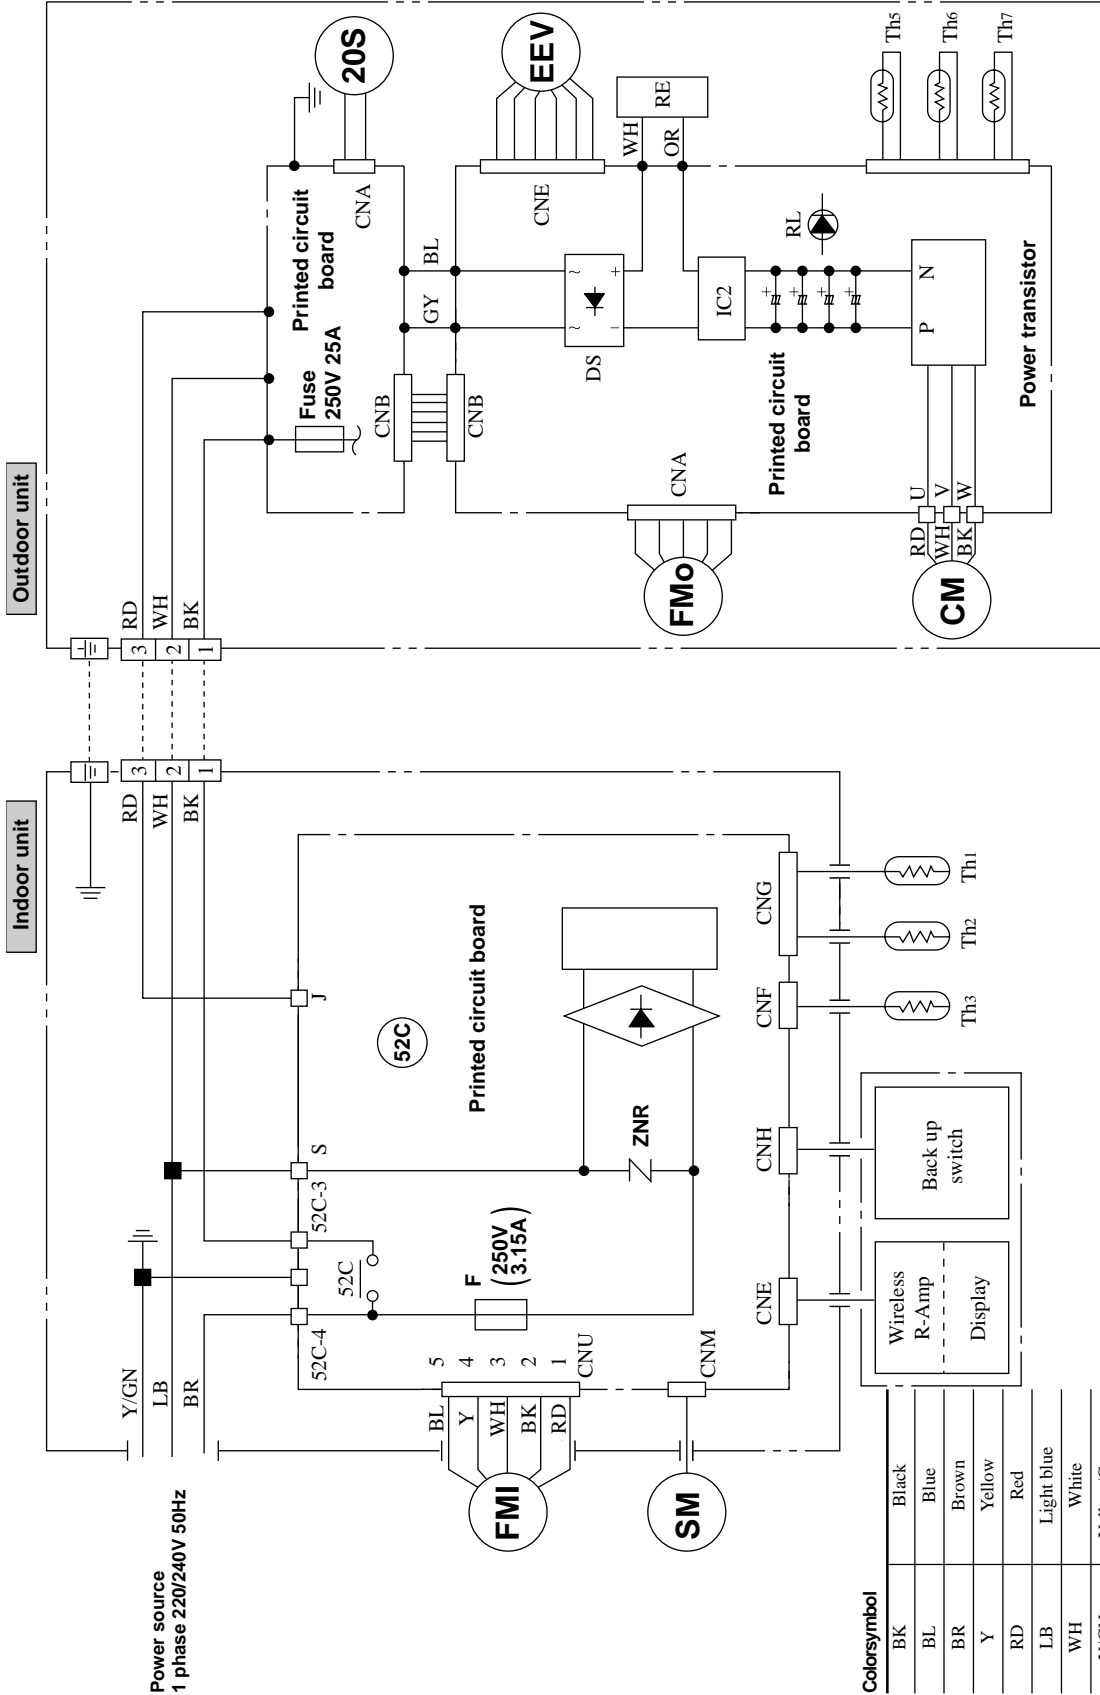 Outdoor unit
Indoor unit
Power source
1 phase 220/240V 50Hz
Y/GN
LB
BR
RD
WH
BK
3
2
1
3
2
1
RD
WH
BK
52C-4
52C-3
S
J
52C
F
(250V
3.15A)
ZNR
52C
Printed circuit board
BL
Y
WH
BK
RD
5
4
3
2
1
CNU
FMI
SM
CNM
CNE
CNH
CNF
CNG
Th3
Th2
Th1
Wireless
R-Amp
Display
Back up
switch
Fuse
250V 25A
Printed circuit
board
20S
CNA
CNB
CNB
GY
BL
CNE
EEV
WH
OR
RE
DS
~
~
−
+
IC2
+
+
+
+
RL
Printed circuit
board
CNA
FMo
P
N
Power transistor
U
V
W
RD
WH
BK
CM
Th5
Th6
Th7
Colorsymbol
BK Black
BL Blue
BR Brown
Y Yellow
RD Red
LB Light blue
WH White